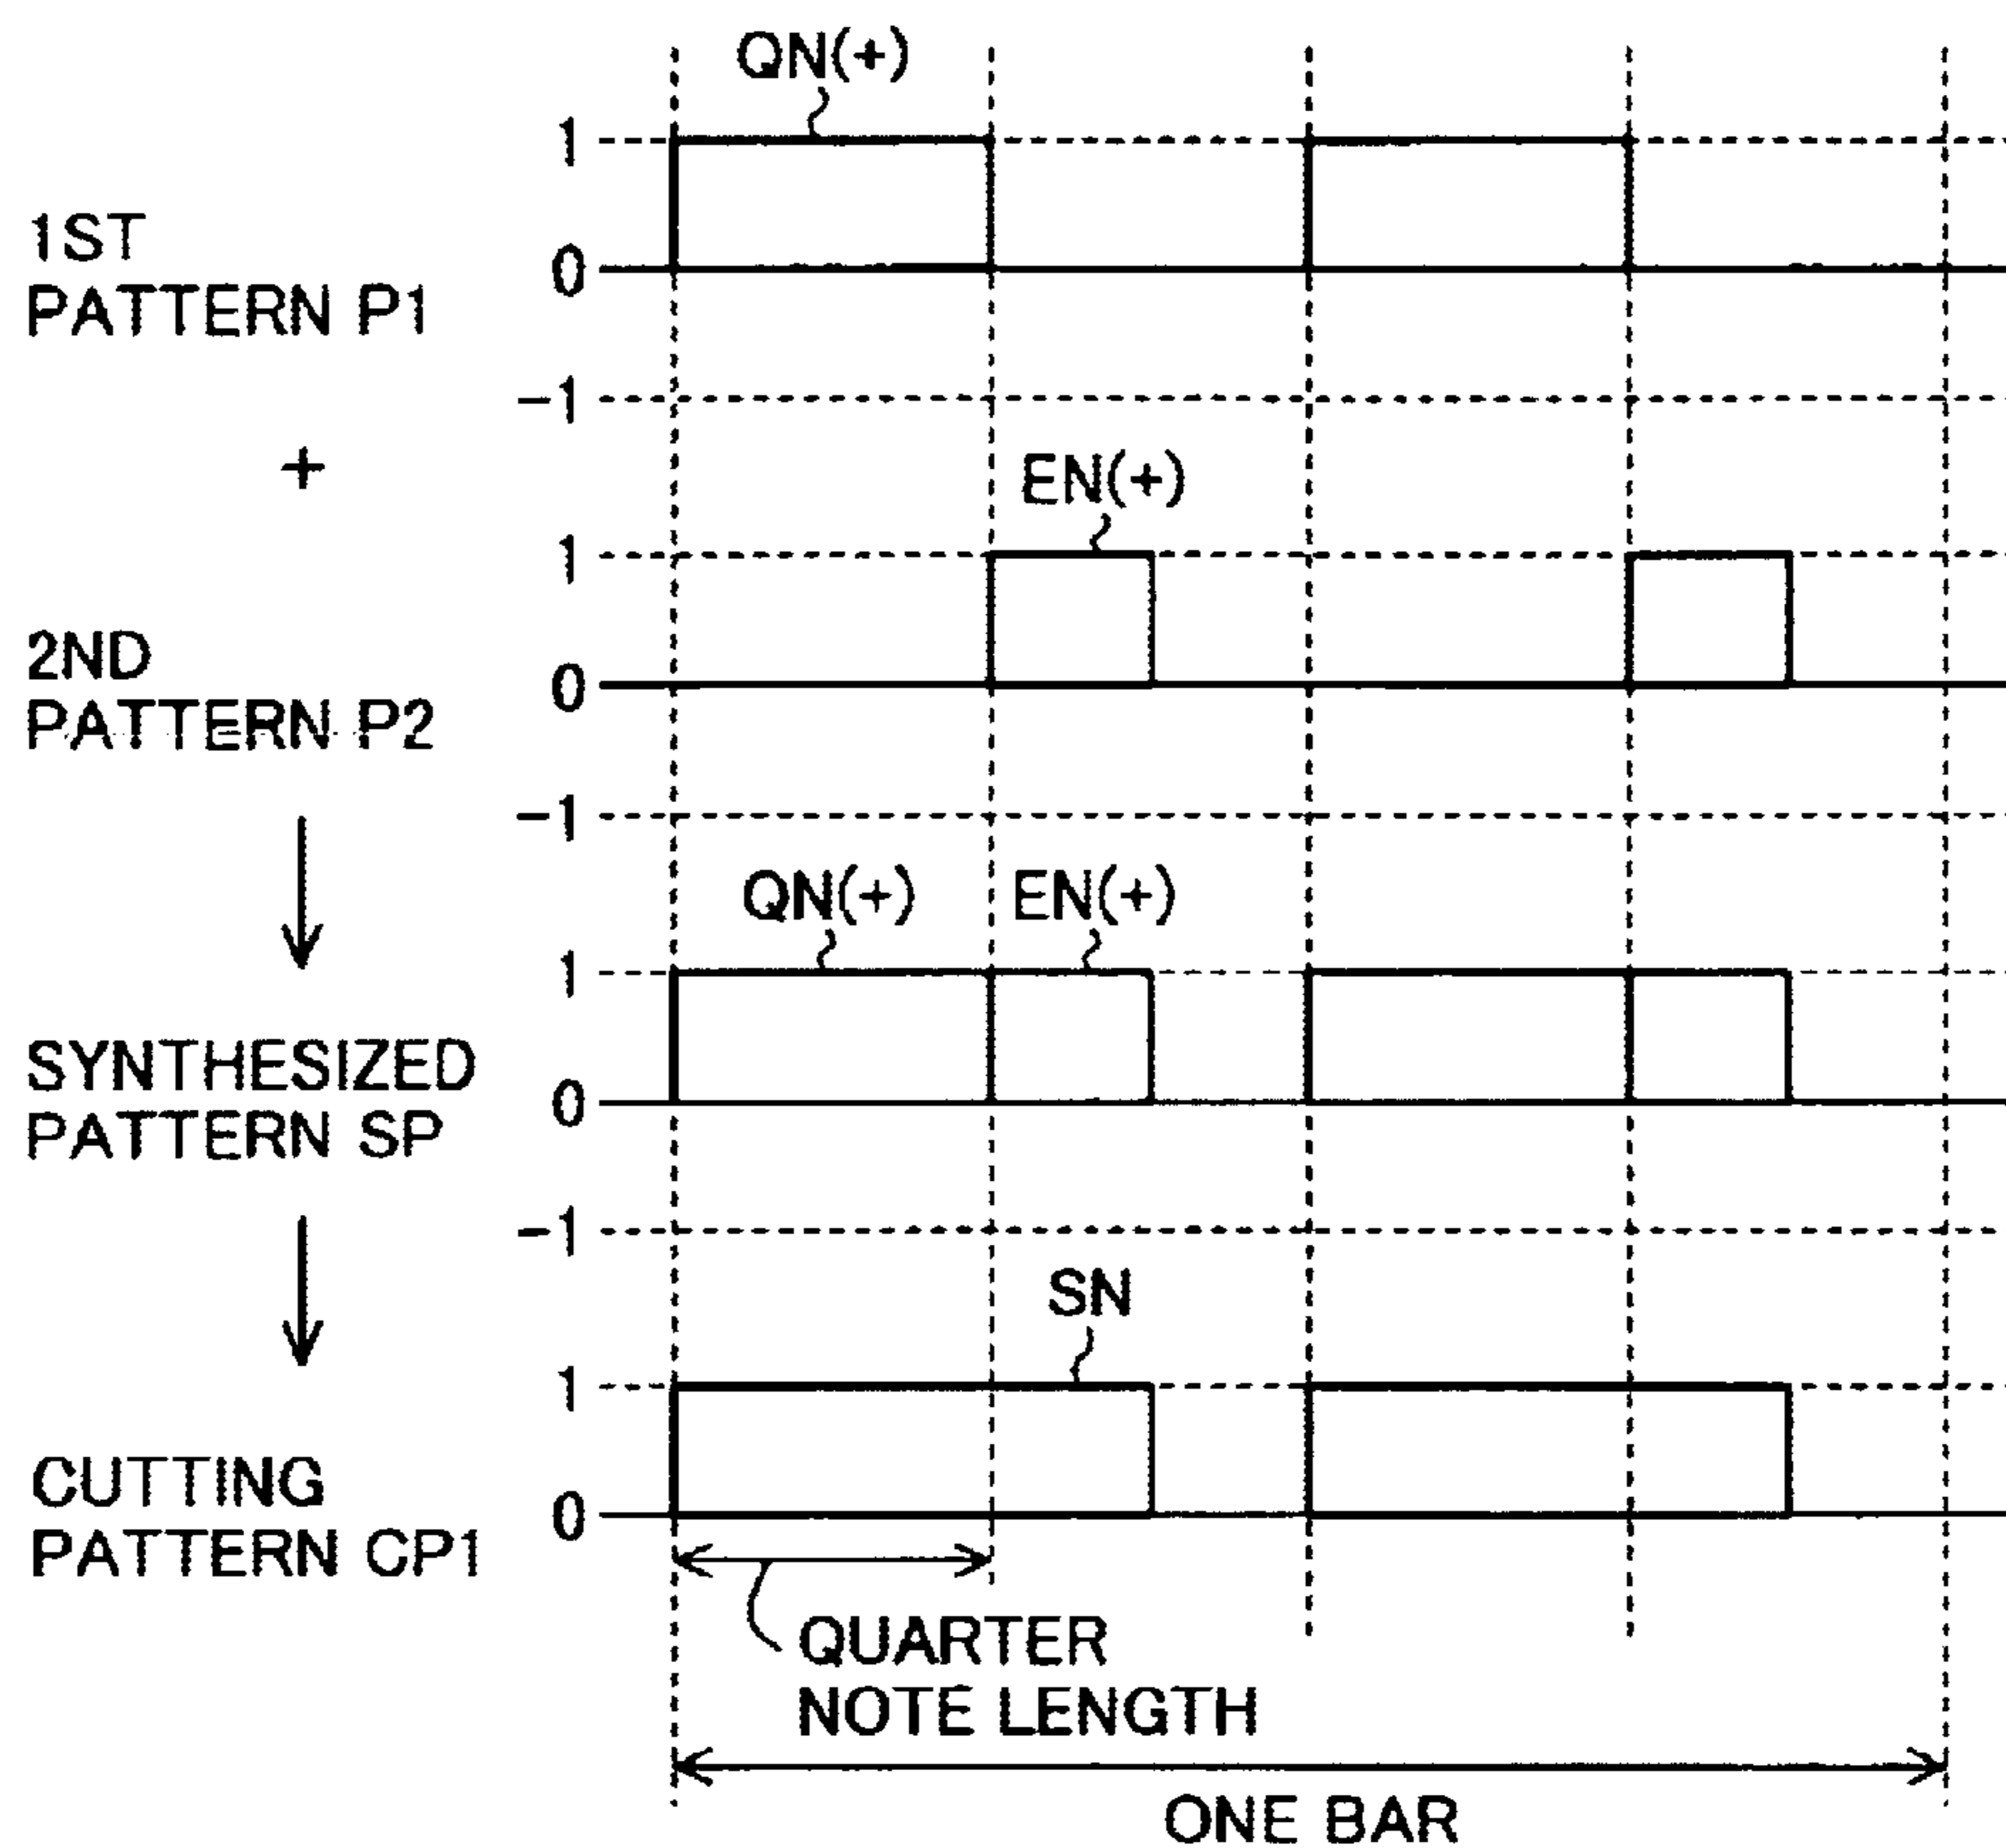 QN(+)
1
1ST
PATTERN P1
0
-1
+
EN(+)
1
2ND
PATTERN P2
0
-1
QN(+) EN(+)
1
SYNTHESIZED
PATTERN SP
0
-1
SN
1
CUTTING
PATTERN CP1
0
QUARTER
NOTE LENGTH
ONE BAR